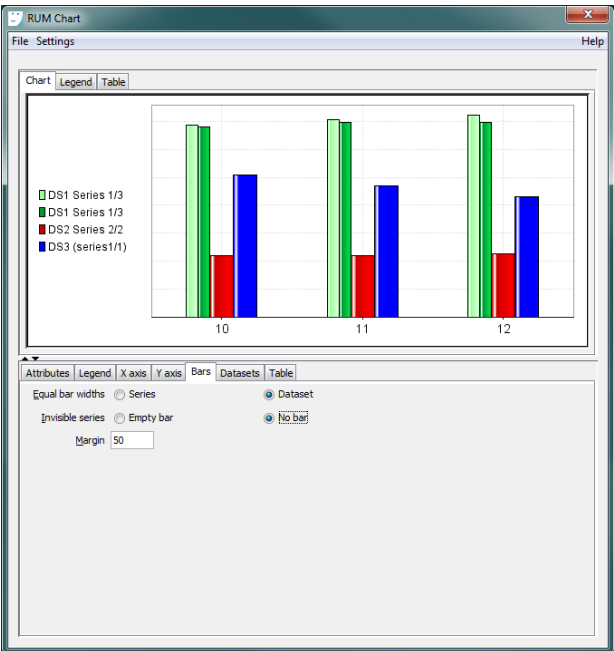 RUM Chart
File Settings Help
Chart Legend Table
DS1 Series 1/3
DS1 Series 1/3
DS2 Series 2/2
DS3 (series1/1)
10 11 12
Attributes Legend X axis Y axis Bars Datasets Table
Equal bar widths Series Dataset
Invisible series Empty bar No bar
Margin 50